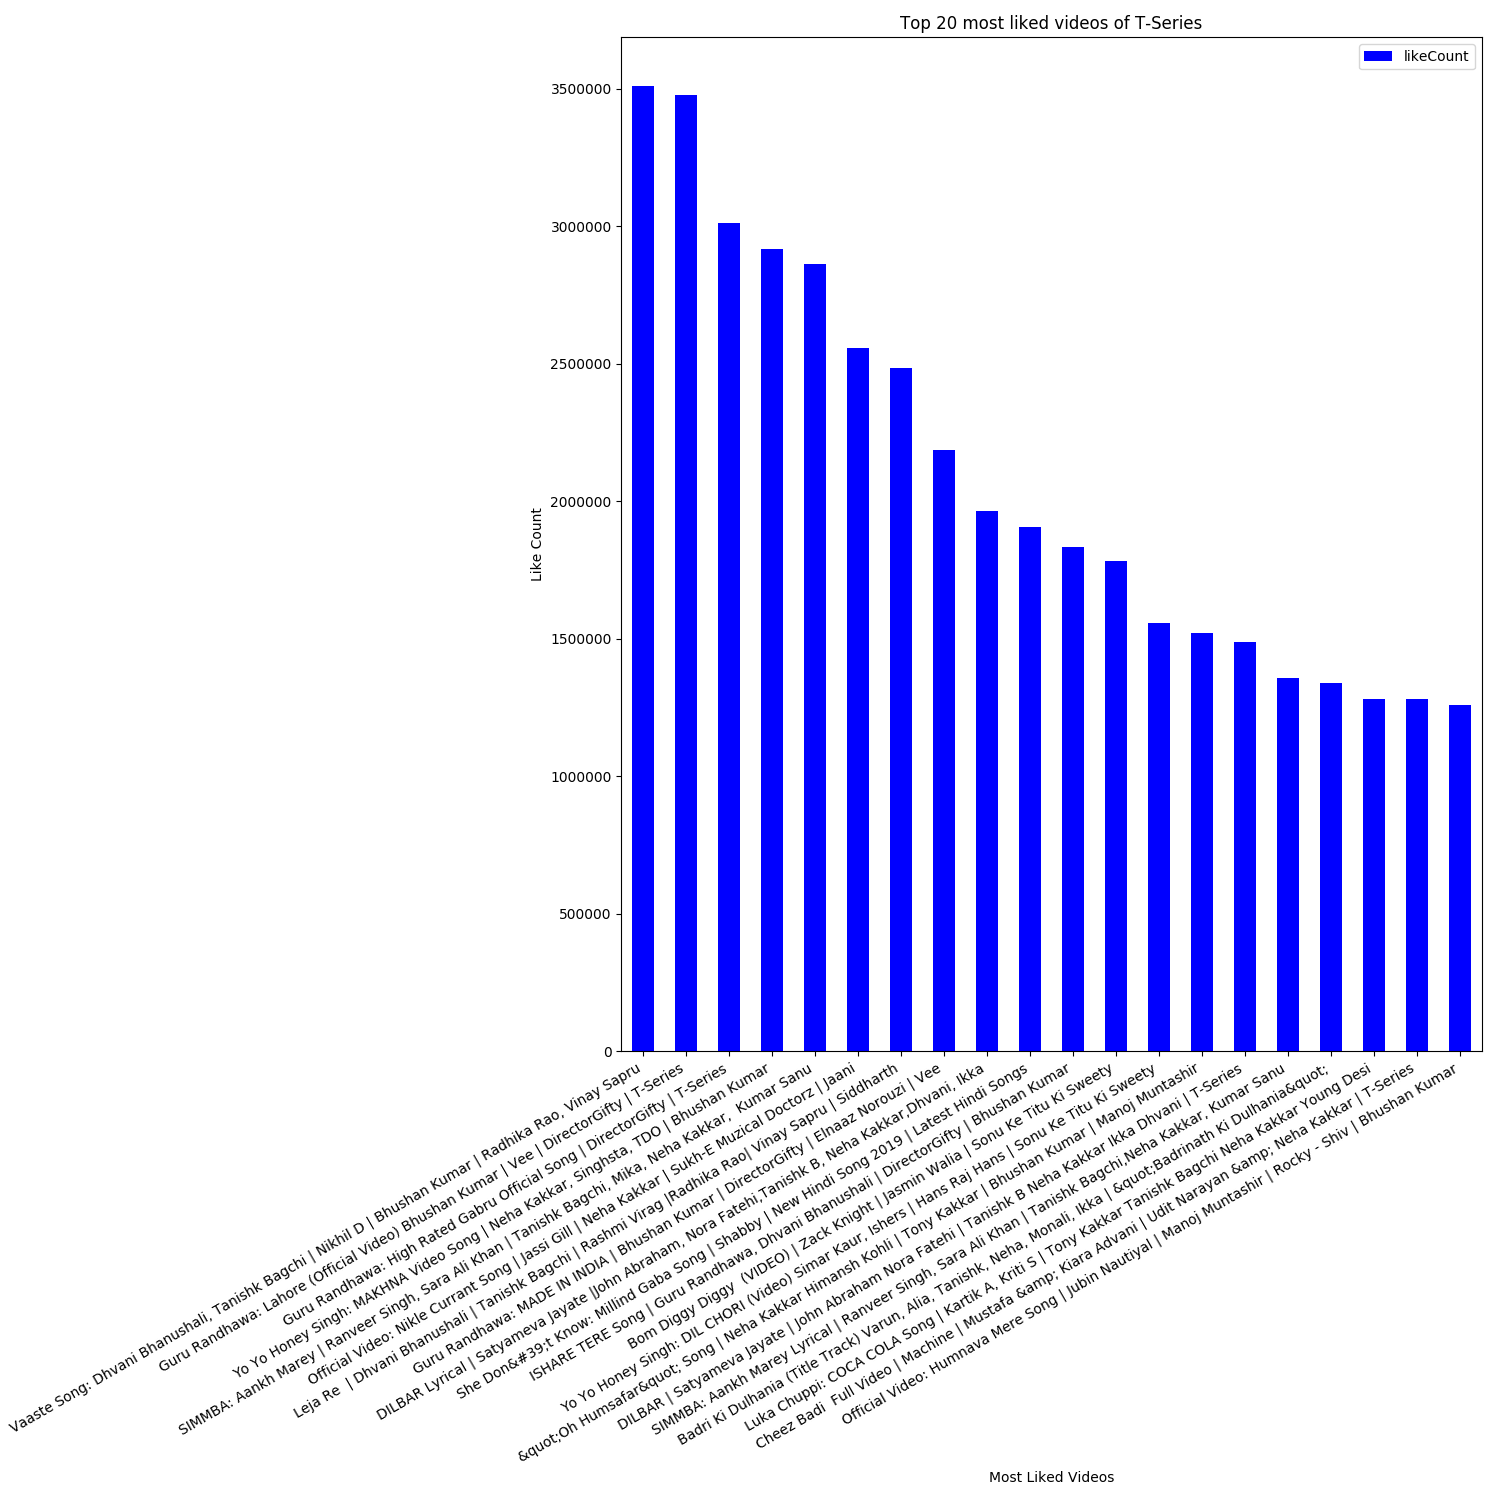 Top 20 most liked videos of T-Series
likeCount
3500000
3000000
2500000
2000000
1500000
1000000
500000
0
Like Count
Vaaste Song: Dhvani Bhanushali, Tanishk Bagchi | Nikhil D | Bhushan Kumar | Radhika Rao, Vinay Sapru
Guru Randhawa: Lahore (Official Video) Bhushan Kumar | Vee | DirectorGifty | T-Series
Guru Randhawa: High Rated Gabru Official Song | DirectorGifty | T-Series
Yo Yo Honey Singh: MAKHNA Video Song | Neha Kakkar, Singhsta, TDO | Bhushan Kumar
SIMMBA: Aankh Marey | Ranveer Singh, Sara Ali Khan | Tanishk Bagchi, Mika, Neha Kakkar,  Kumar Sanu
Official Video: Nikle Currant Song | Jassi Gill | Neha Kakkar | Sukh-E Muzical Doctorz | Jaani
Leja Re  | Dhvani Bhanushali | Tanishk Bagchi | Rashmi Virag |Radhika Rao| Vinay Sapru | Siddharth
Guru Randhawa: MADE IN INDIA | Bhushan Kumar | DirectorGifty | Elnaaz Norouzi | Vee
DILBAR Lyrical | Satyameva Jayate |John Abraham, Nora Fatehi,Tanishk B, Neha Kakkar,Dhvani, Ikka
She Don&#39;t Know: Millind Gaba Song | Shabby | New Hindi Song 2019 | Latest Hindi Songs
ISHARE TERE Song | Guru Randhawa, Dhvani Bhanushali | DirectorGifty | Bhushan Kumar
Bom Diggy Diggy  (VIDEO) | Zack Knight | Jasmin Walia | Sonu Ke Titu Ki Sweety
Yo Yo Honey Singh: DIL CHORI (Video) Simar Kaur, Ishers | Hans Raj Hans | Sonu Ke Titu Ki Sweety
&quot;Oh Humsafar&quot; Song | Neha Kakkar Himansh Kohli | Tony Kakkar | Bhushan Kumar | Manoj Muntashir
DILBAR | Satyameva Jayate | John Abraham Nora Fatehi | Tanishk B Neha Kakkar Ikka Dhvani | T-Series
SIMMBA: Aankh Marey Lyrical | Ranveer Singh, Sara Ali Khan | Tanishk Bagchi,Neha Kakkar, Kumar Sanu
Badri Ki Dulhania (Title Track) Varun, Alia, Tanishk, Neha, Monali, Ikka | &quot;Badrinath Ki Dulhania&quot;
Luka Chuppi: COCA COLA Song | Kartik A, Kriti S | Tony Kakkar Tanishk Bagchi Neha Kakkar Young Desi
Cheez Badi  Full Video | Machine | Mustafa &amp; Kiara Advani | Udit Narayan &amp; Neha Kakkar | T-Series
Official Video: Humnava Mere Song | Jubin Nautiyal | Manoj Muntashir | Rocky - Shiv | Bhushan Kumar
Most Liked Videos